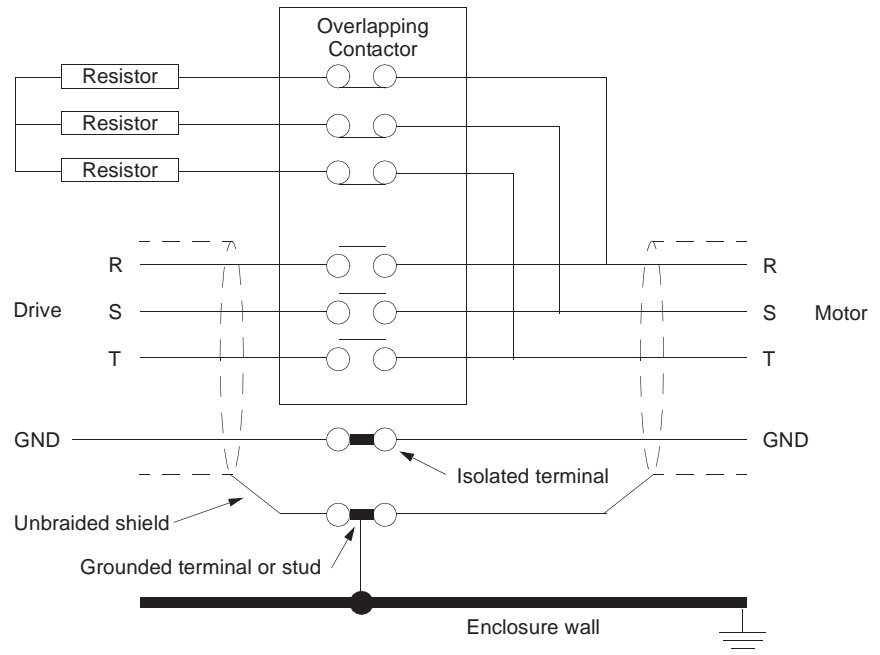 Overlapping
Contactor
Resistor
Resistor
Resistor
R
R
Drive
S
S
Motor
T
T
GND
GND
Isolated terminal
Unbraided shield
Grounded terminal or stud
Enclosure wall